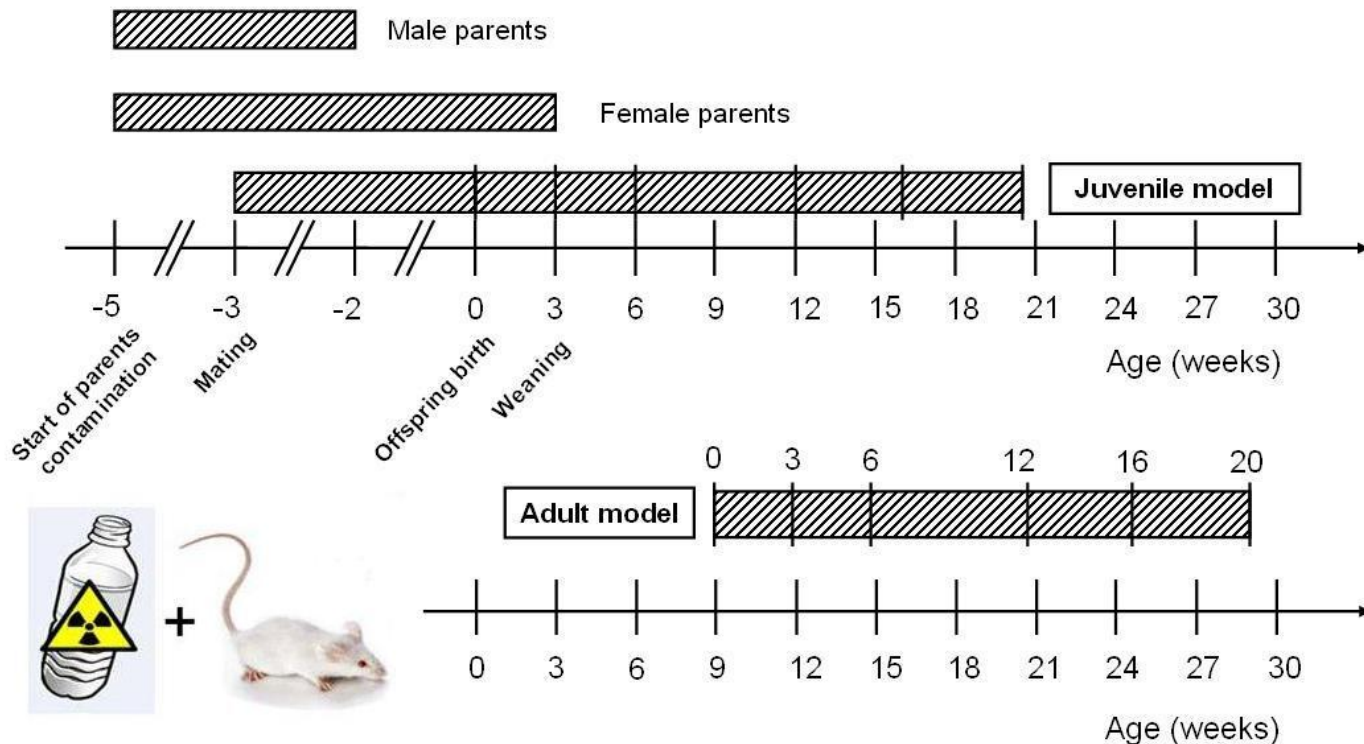 Male parents
Female parents
Juvenile model
-5 -3 -2 0 3 6 9 12 15 18 21 24 27 30
Age (weeks)
Start of parents
contamination
Mating
Offspring birth
Weaning
0 3 6 12 16 20
Adult model
+
0 3 6 9 12 15 18 21 24 27 30
Age (weeks)